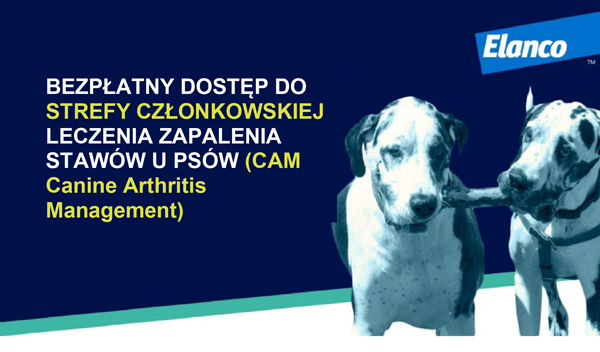 Elanco
TM
BEZPŁATNY DOSTĘP DO
STREFY CZŁONKOWSKIEJ
LECZENIA ZAPALENIA
STAWÓW U PSÓW (CAM
Canine Arthritis
Management)